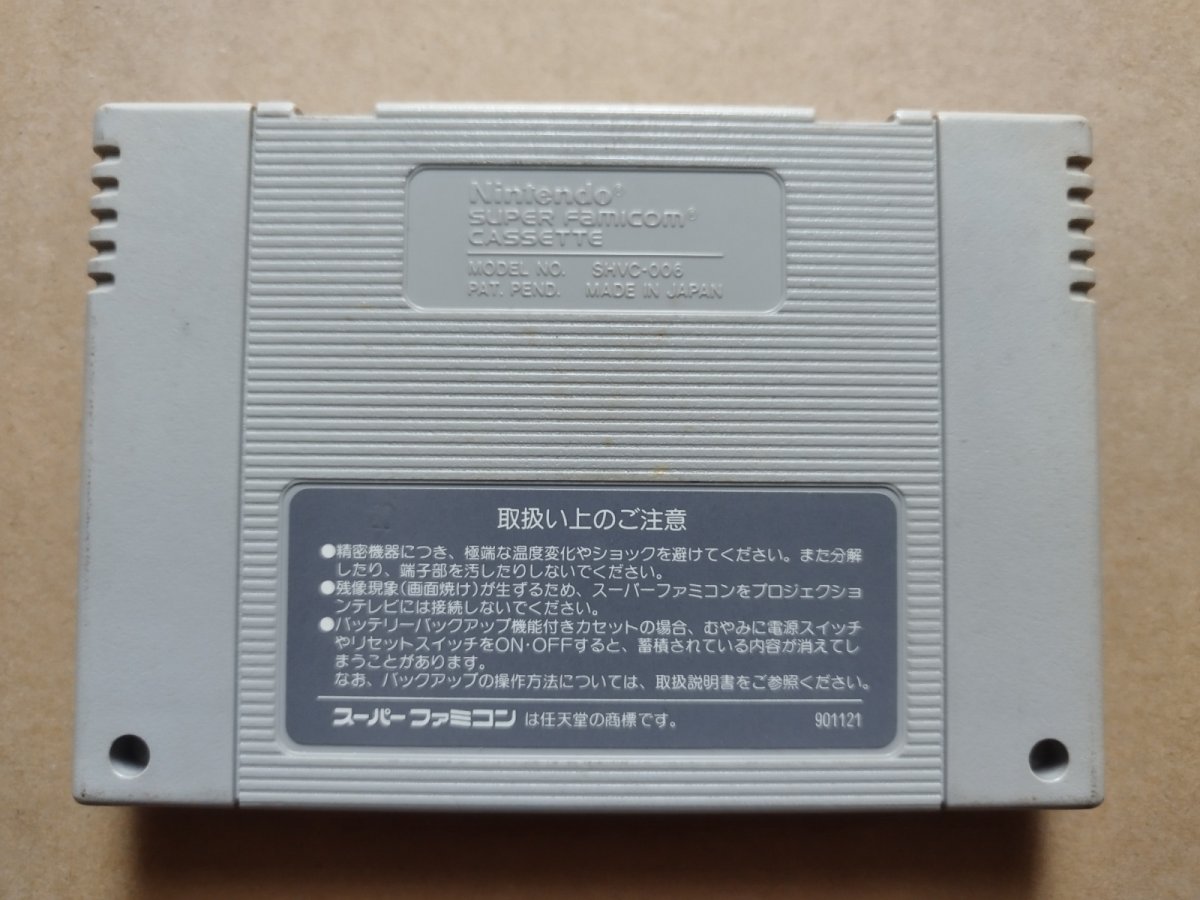 Nintendo®
SUPER FAMICOM®
CASSETTE
MODEL NO. SHVC-006
PAT. PEND. MADE IN JAPAN
取扱い上のご注意
●精密機器につき、極端な温度変化やショックを避けてください。また分解
したり、端子部を汚したりしないでください。
●残像現象(画面焼け)が生ずるため、スーパーファミコンをプロジェクショ
ンテレビには接続しないでください。
●バッテリーバックアップ機能付きカセットの場合、むやみに電源スイッチ
やリセットスイッチをON・OFFすると、蓄積されている内容が消えてし
まうことがあります。
なお、バックアップの操作方法については、取扱説明書をご参照ください。
スーパーファミコン は任天堂の商標です。 901121